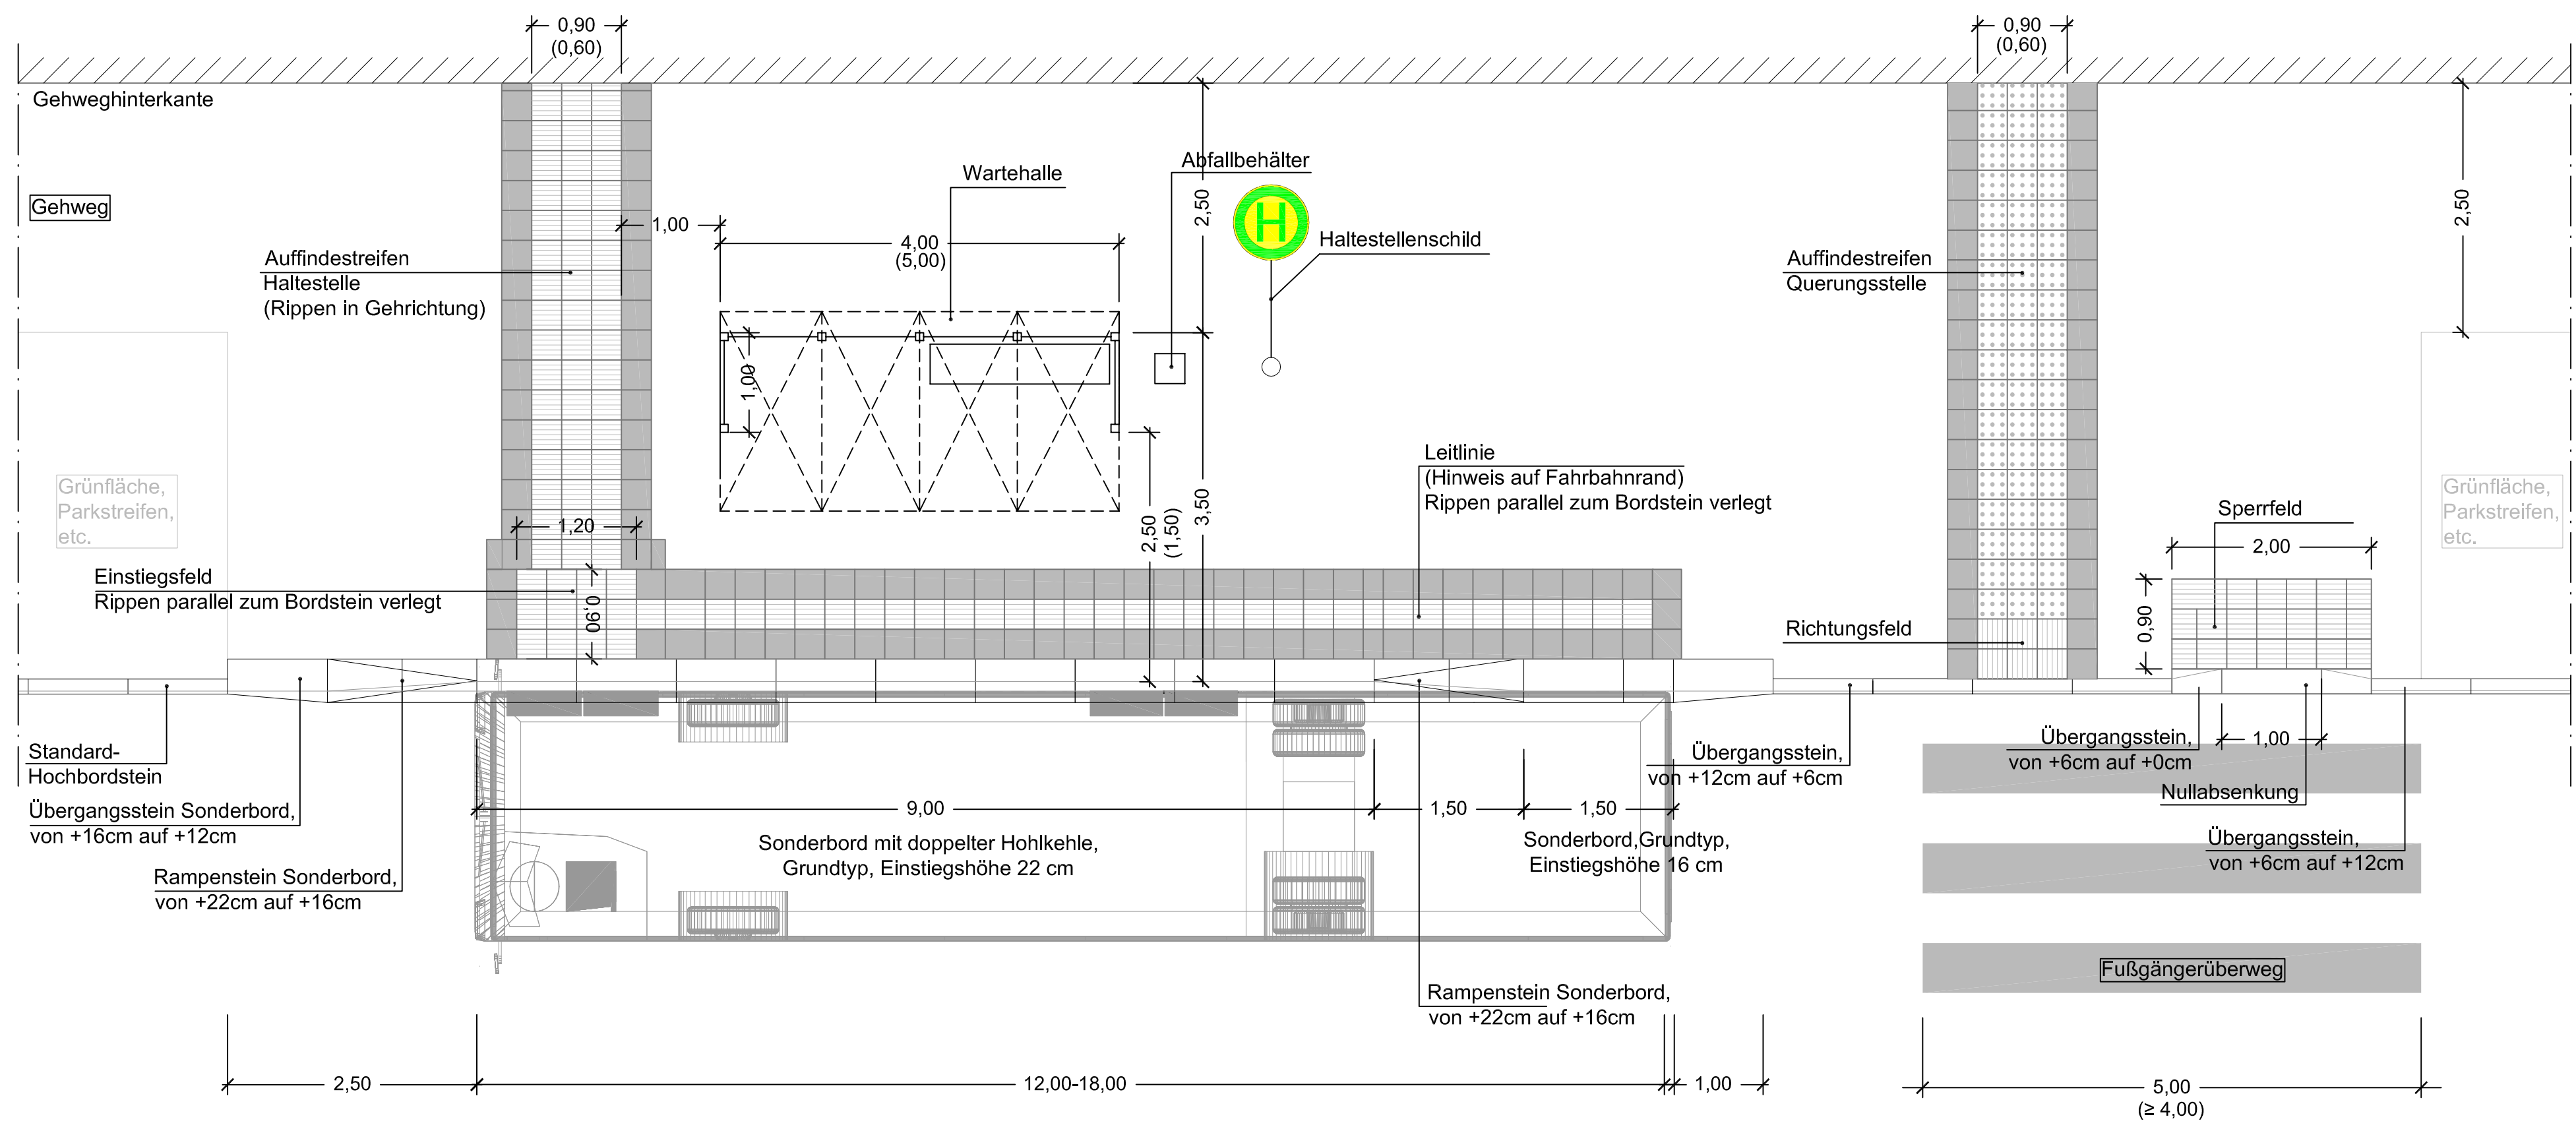 0,90
(0,60)
0,90
(0,60)
Gehweghinterkante
Gehweg
Wartehalle
Abfallbehälter
H
2,50
2,50
1,00
4,00
(5,00)
Haltestellenschild
Auffindestreifen
Haltestelle
(Rippen in Gehrichtung)
Auffindestreifen
Querungsstelle
1,00
Leitlinie
(Hinweis auf Fahrbahnrand)
Rippen parallel zum Bordstein verlegt
Grünfläche,
Parkstreifen,
etc.
Grünfläche,
Parkstreifen,
etc.
1,20
2,50
(1,50)
3,50
Sperrfeld
2,00
Einstiegsfeld
Rippen parallel zum Bordstein verlegt
0,90
0,90
Richtungsfeld
Standard-
Hochbordstein
Übergangsstein,
von +12cm auf +6cm
Übergangsstein,
von +6cm auf +0cm
1,00
Nullabsenkung
Übergangsstein Sonderbord,
von +16cm auf +12cm
9,00
1,50
1,50
Sonderbord mit doppelter Hohlkehle,
Grundtyp, Einstiegshöhe 22 cm
Sonderbord,Grundtyp,
Einstiegshöhe 16 cm
Übergangsstein,
von +6cm auf +12cm
Rampenstein Sonderbord,
von +22cm auf +16cm
Fußgängerüberweg
Rampenstein Sonderbord,
von +22cm auf +16cm
2,50
12,00-18,00
1,00
5,00
(≥ 4,00)